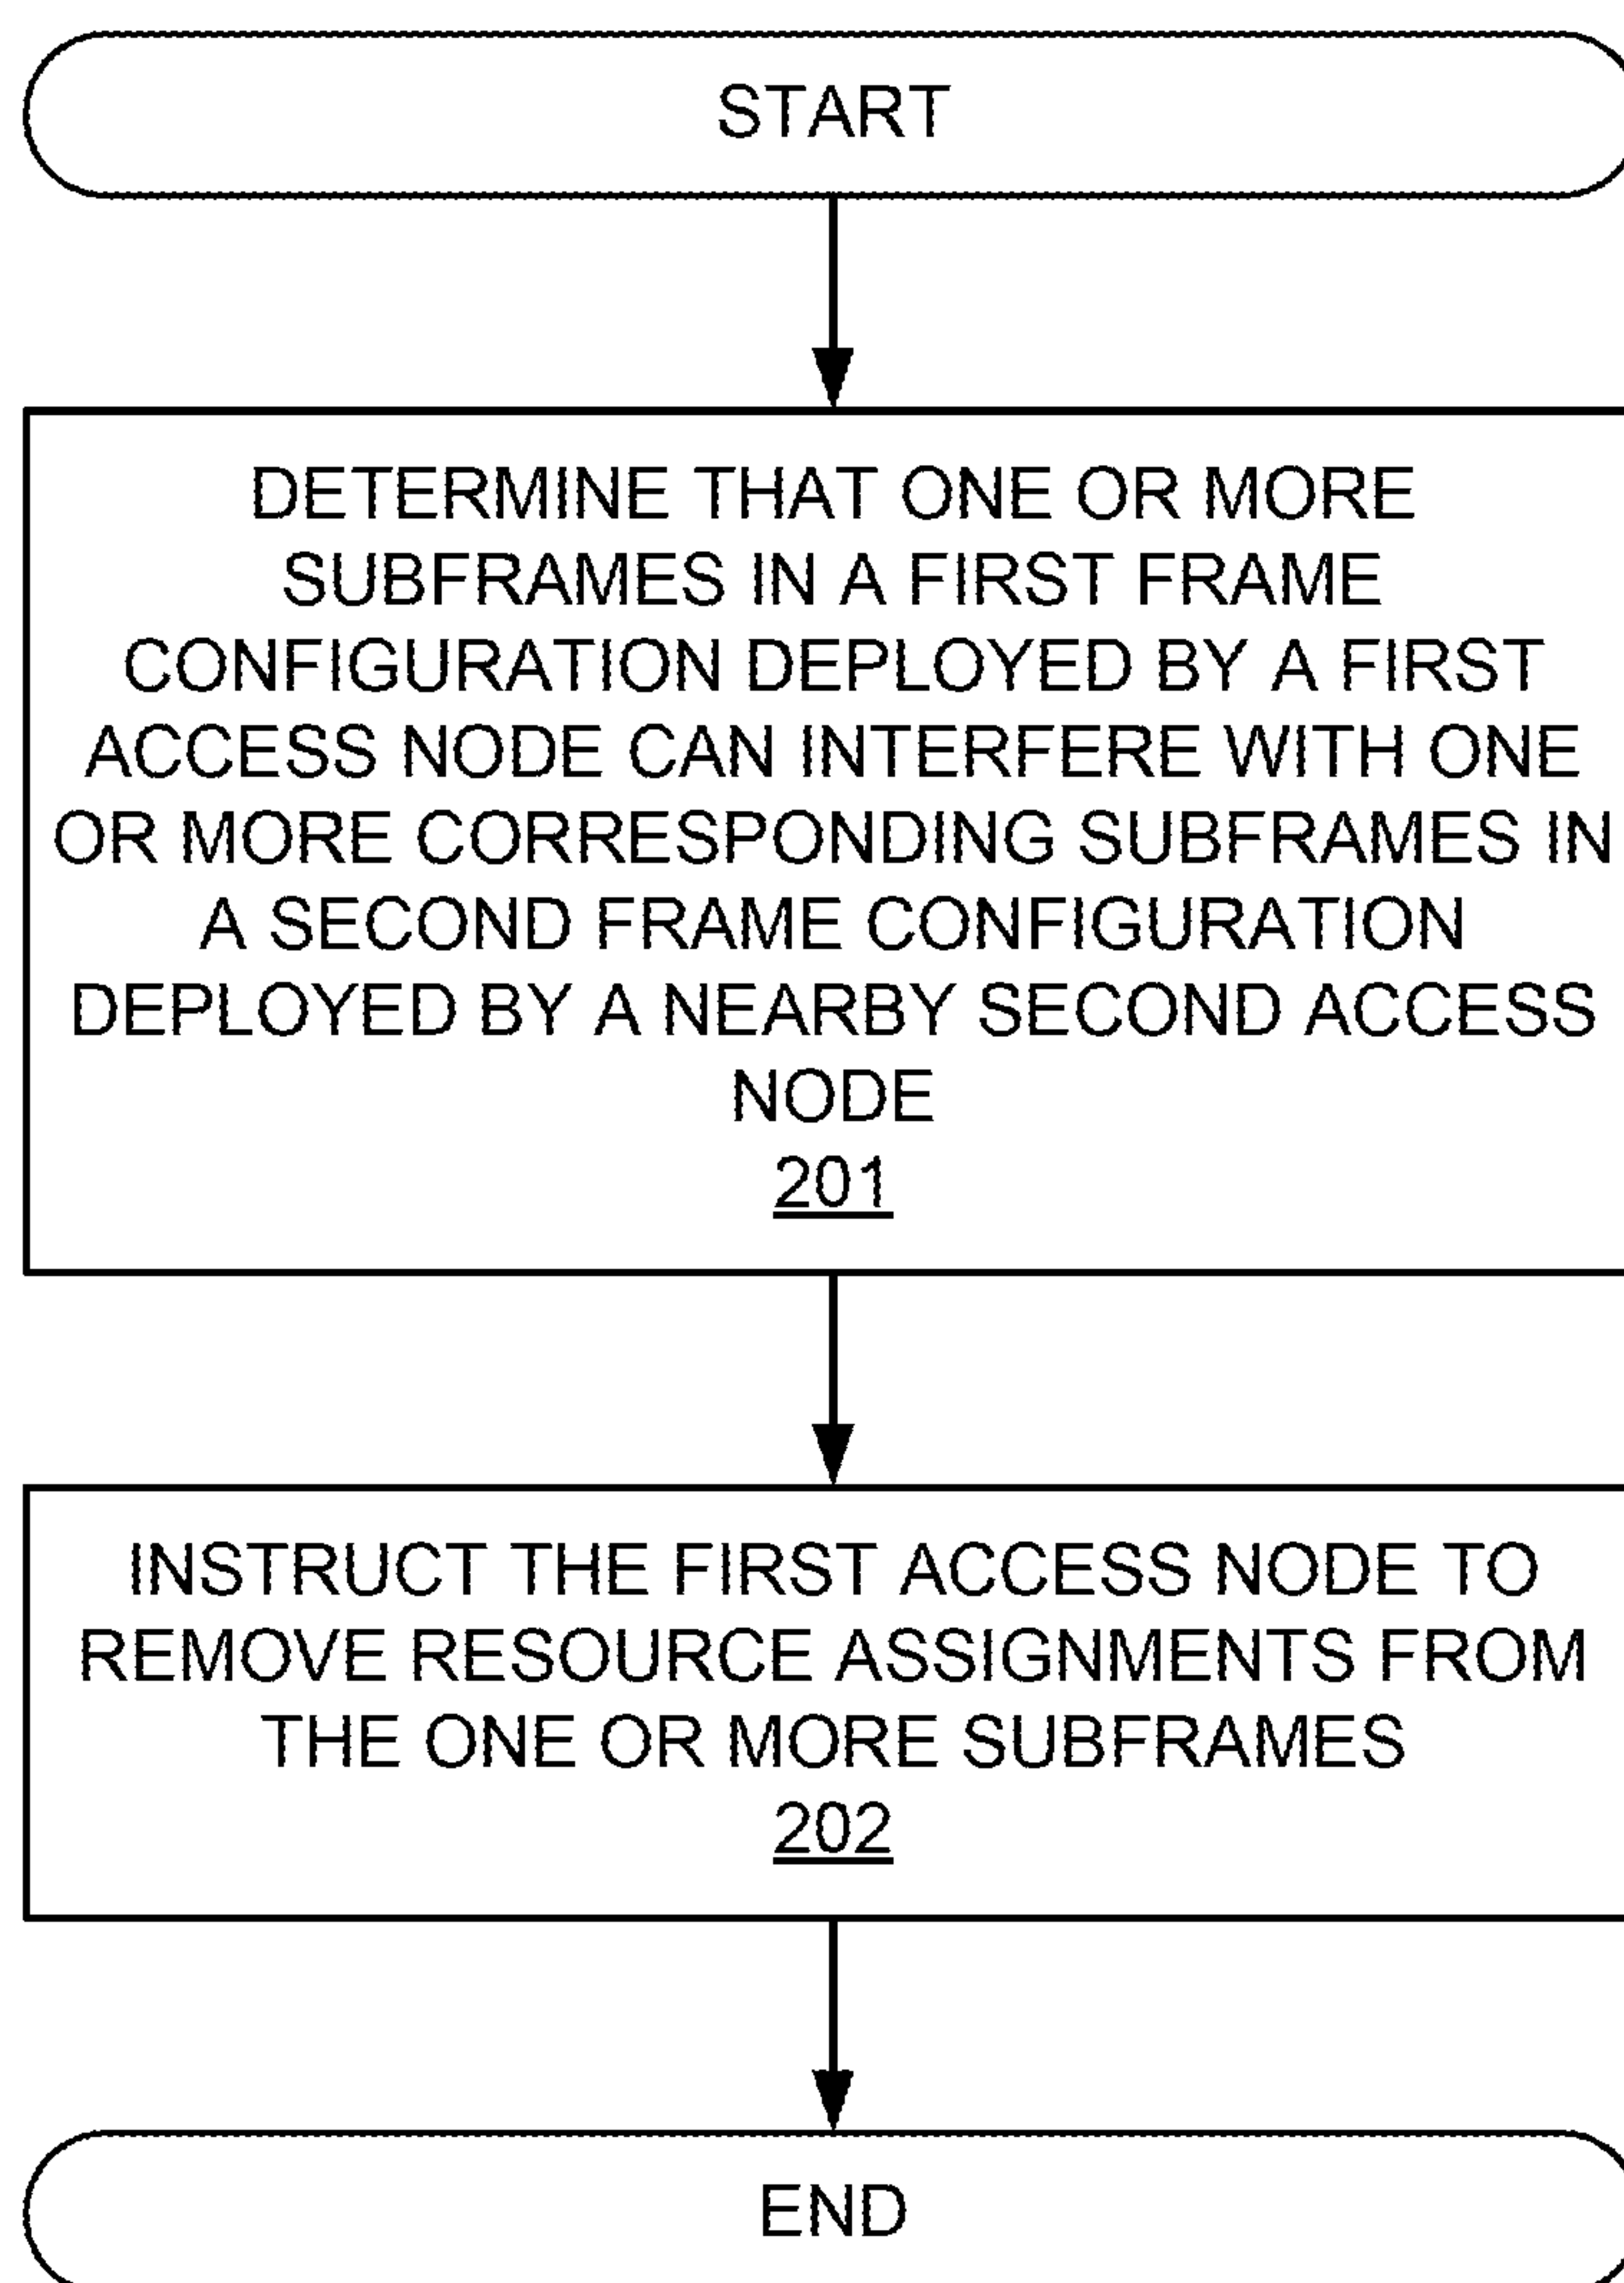 START
DETERMINE THAT ONE OR MORE
SUBFRAMES IN A FIRST FRAME
CONFIGURATION DEPLOYED BY A FIRST
ACCESS NODE CAN INTERFERE WITH ONE
OR MORE CORRESPONDING SUBFRAMES IN
A SECOND FRAME CONFIGURATION
DEPLOYED BY A NEARBY SECOND ACCESS
NODE
201
INSTRUCT THE FIRST ACCESS NODE TO
REMOVE RESOURCE ASSIGNMENTS FROM
THE ONE OR MORE SUBFRAMES
202
END